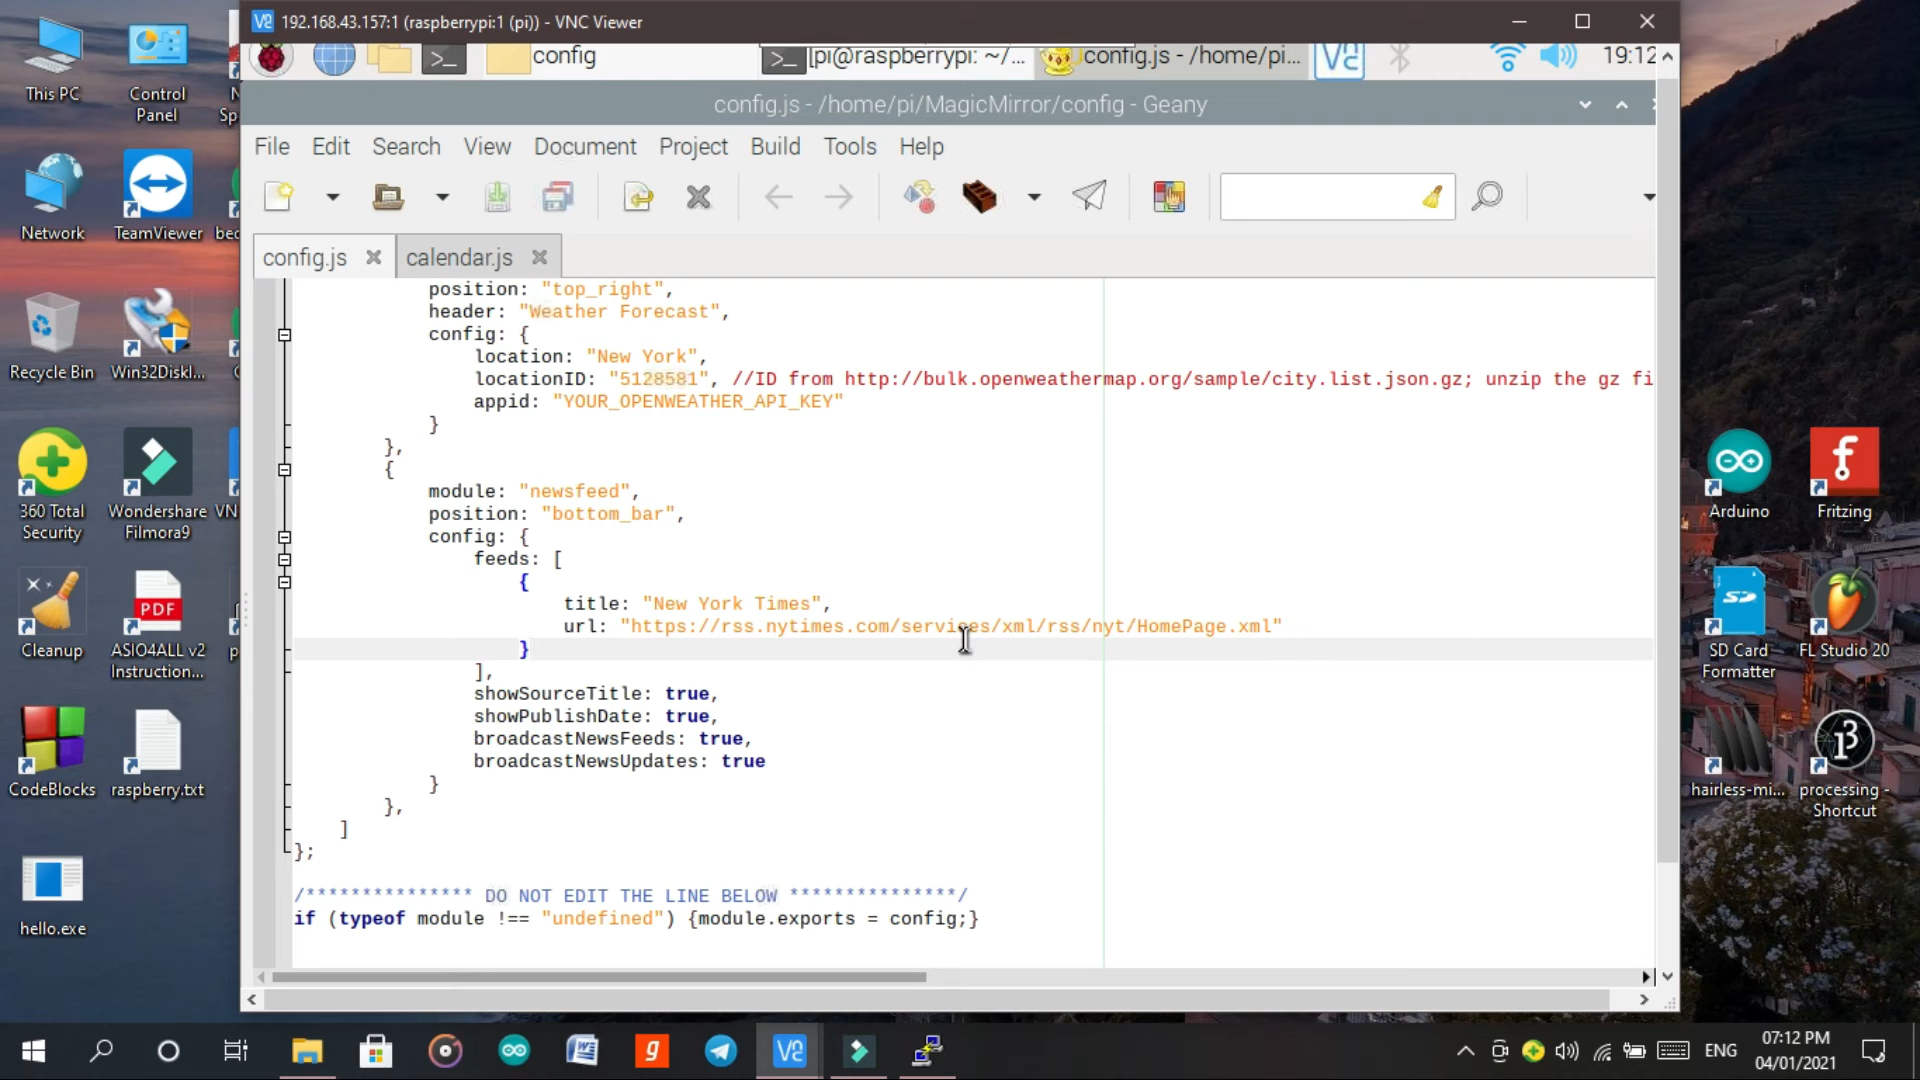 192.168.43.157:1 (raspberrypi:1 (pi)) - VNC Viewer
config
[pi@raspberrypi: ~/...
config.js - /home/pi...
19:12
config.js - /home/pi/MagicMirror/config - Geany
File Edit Search View Document Project Build Tools Help
config.js
calendar.js
position: "top_right",
header: "Weather Forecast",
config: {
location: "New York",
locationID: "5128581", //ID from http://bulk.openweathermap.org/sample/city.list.json.gz; unzip the gz fi
appid: "YOUR_OPENWEATHER_API_KEY"
}
},
{
module: "newsfeed",
position: "bottom_bar",
config: {
feeds: [
{
title: "New York Times",
url: "https://rss.nytimes.com/services/xml/rss/nyt/HomePage.xml"
}
],
showSourceTitle: true,
showPublishDate: true,
broadcastNewsFeeds: true,
broadcastNewsUpdates: true
}
},
]
};
/*************** DO NOT EDIT THE LINE BELOW ***************/
if (typeof module !== "undefined") {module.exports = config;}
This PC
Control
Panel
N
Sp
Network
TeamViewer
bec
Recycle Bin
Win32DiskI...
360 Total
Security
Wondershare
Filmora9
VN
Cleanup
PDF
ASIO4ALL v2
Instruction...
CodeBlocks
raspberry.txt
hello.exe
Arduino
Fritzing
SD
SD Card
Formatter
FL Studio 20
hairless-mi...
processing -
Shortcut
ENG
07:12 PM
04/01/2021